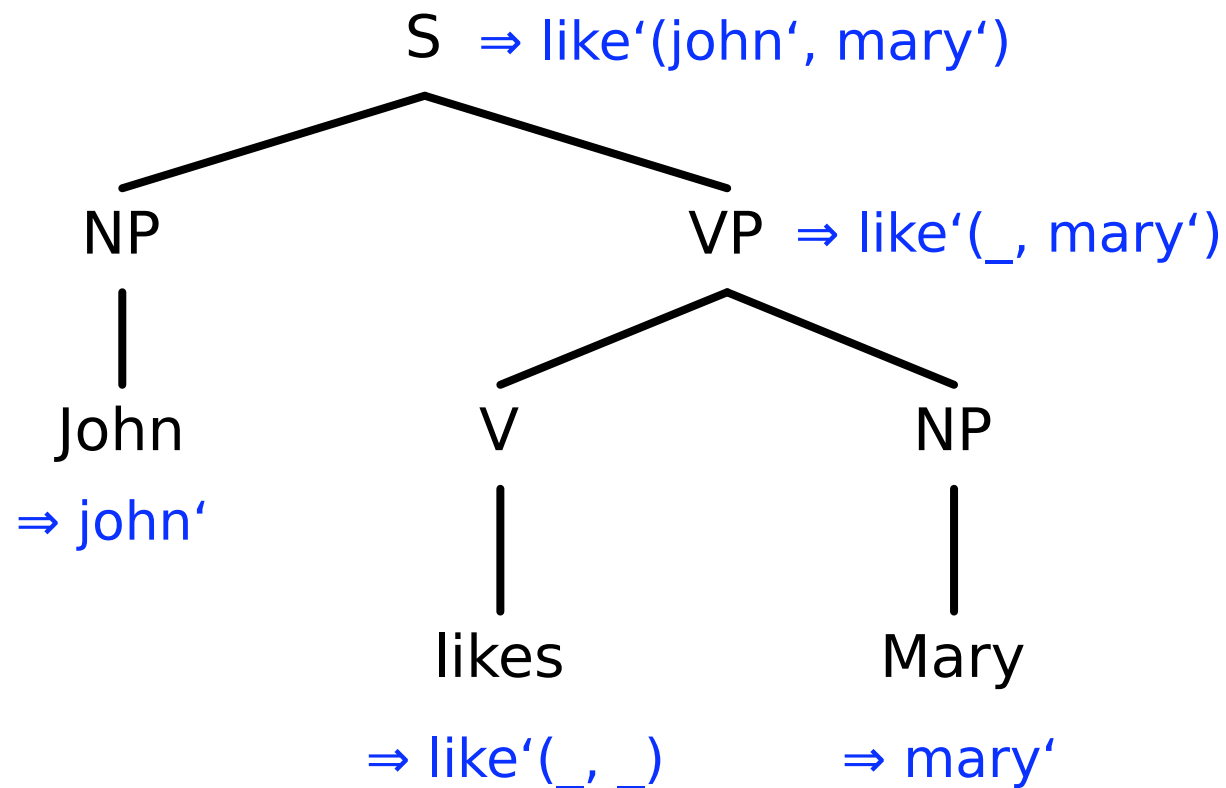 S ⇒ like‘(john‘, mary‘)
NP VP ⇒ like‘(_, mary‘)
John V NP
⇒ john‘
likes Mary
⇒ like‘(_, _) ⇒ mary‘